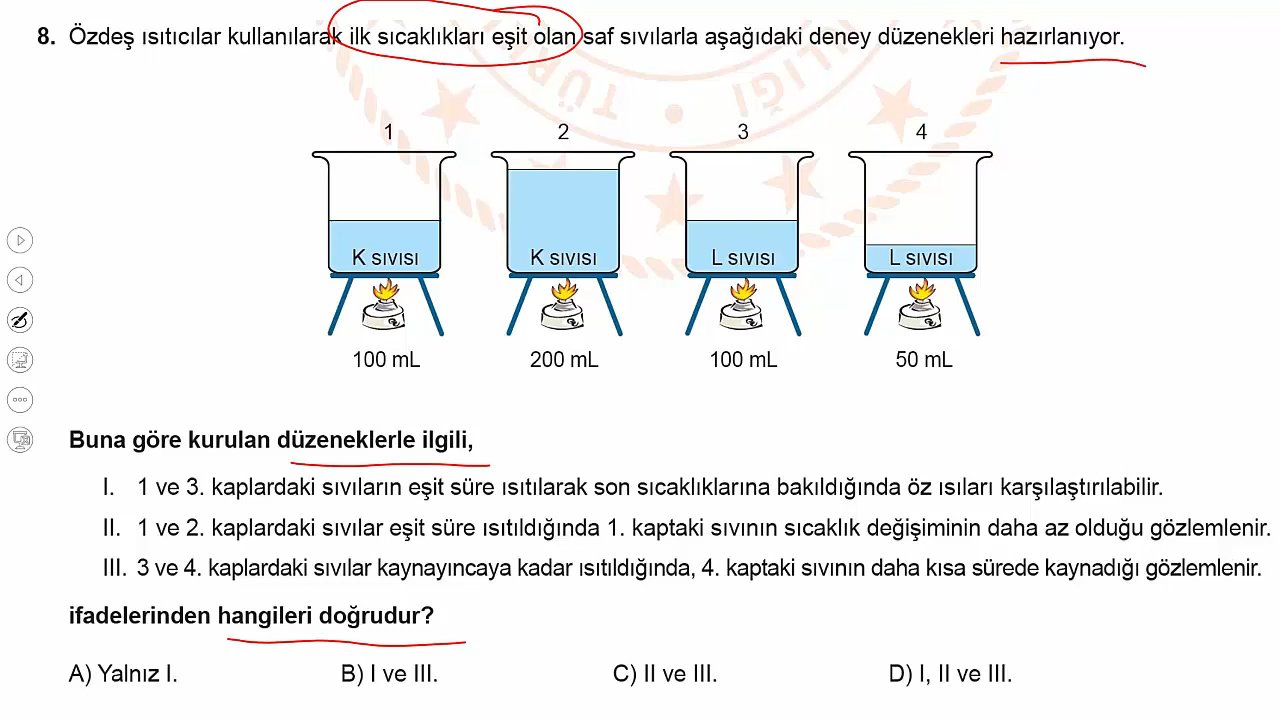 8. Özdeş ısıtıcılar kullanılarak ilk sıcaklıkları eşit olan saf sıvılarla aşağıdaki deney düzenekleri hazırlanıyor.
1 2 3 4
K sıvısı K sıvısı L sıvısı L sıvısı
100 mL 200 mL 100 mL 50 mL
Buna göre kurulan düzeneklerle ilgili,
I. 1 ve 3. kaplardaki sıvıların eşit süre ısıtılarak son sıcaklıklarına bakıldığında öz ısıları karşılaştırılabilir.
II. 1 ve 2. kaplardaki sıvılar eşit süre ısıtıldığında 1. kaptaki sıvının sıcaklık değişiminin daha az olduğu gözlemlenir.
III. 3 ve 4. kaplardaki sıvılar kaynayıncaya kadar ısıtıldığında, 4. kaptaki sıvının daha kısa sürede kaynadığı gözlemlenir.
ifadelerinden hangileri doğrudur?
A) Yalnız I. B) I ve III. C) II ve III. D) I, II ve III.